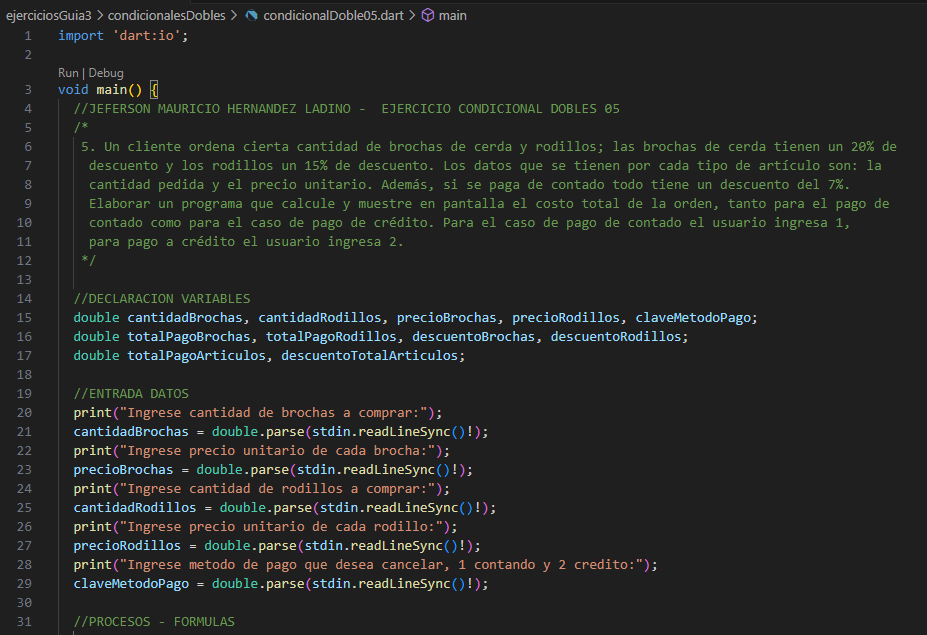 ejerciciosGuia3 > condicionalesDobles > condicionalDoble05.dart > main
1 import 'dart:io';
2
Run | Debug
3 void main() {
4 //JEFERSON MAURICIO HERNANDEZ LADINO -  EJERCICIO CONDICIONAL DOBLES 05
5 /*
6 5. Un cliente ordena cierta cantidad de brochas de cerda y rodillos; las brochas de cerda tienen un 20% de
7 descuento y los rodillos un 15% de descuento. Los datos que se tienen por cada tipo de artículo son: la
8 cantidad pedida y el precio unitario. Además, si se paga de contado todo tiene un descuento del 7%.
9 Elaborar un programa que calcule y muestre en pantalla el costo total de la orden, tanto para el pago de
10 contado como para el caso de pago de crédito. Para el caso de pago de contado el usuario ingresa 1,
11 para pago a crédito el usuario ingresa 2.
12 */
13
14 //DECLARACION VARIABLES
15 double cantidadBrochas, cantidadRodillos, precioBrochas, precioRodillos, claveMetodoPago;
16 double totalPagoBrochas, totalPagoRodillos, descuentoBrochas, descuentoRodillos;
17 double totalPagoArticulos, descuentoTotalArticulos;
18
19 //ENTRADA DATOS
20 print("Ingrese cantidad de brochas a comprar:");
21 cantidadBrochas = double.parse(stdin.readLineSync()!);
22 print("Ingrese precio unitario de cada brocha:");
23 precioBrochas = double.parse(stdin.readLineSync()!);
24 print("Ingrese cantidad de rodillos a comprar:");
25 cantidadRodillos = double.parse(stdin.readLineSync()!);
26 print("Ingrese precio unitario de cada rodillo:");
27 precioRodillos = double.parse(stdin.readLineSync()!);
28 print("Ingrese metodo de pago que desea cancelar, 1 contando y 2 credito:");
29 claveMetodoPago = double.parse(stdin.readLineSync()!);
30
31 //PROCESOS - FORMULAS